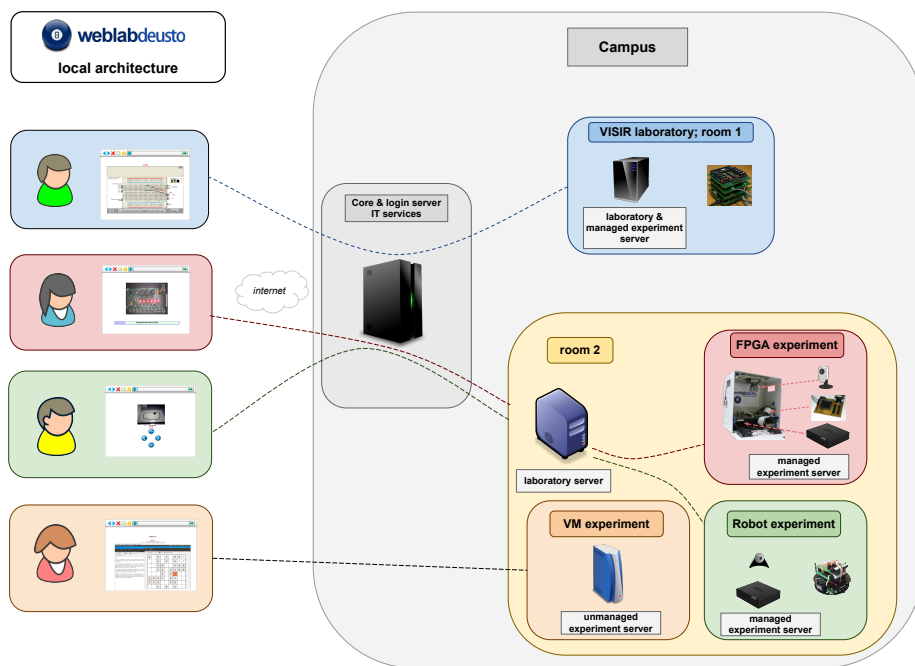 weblabdeusto
local architecture
Campus
VISIR laboratory; room 1
laboratory &
managed experiment
server
Core & login server
IT services
internet
room 2
FPGA experiment
managed
experiment server
laboratory server
VM experiment
unmanaged
experiment server
Robot experiment
managed
experiment server